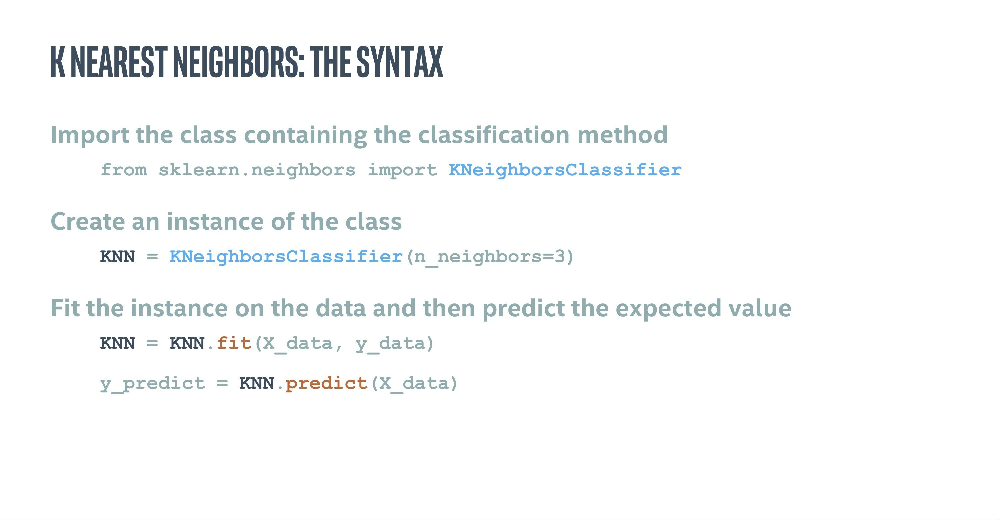 K NEAREST NEIGHBORS: THE SYNTAX
Import the class containing the classification method
from sklearn.neighbors import KNeighborsClassifier
Create an instance of the class
KNN = KNeighborsClassifier(n_neighbors=3)
Fit the instance on the data and then predict the expected value
KNN = KNN.fit(X_data, y_data)
y_predict = KNN.predict(X_data)